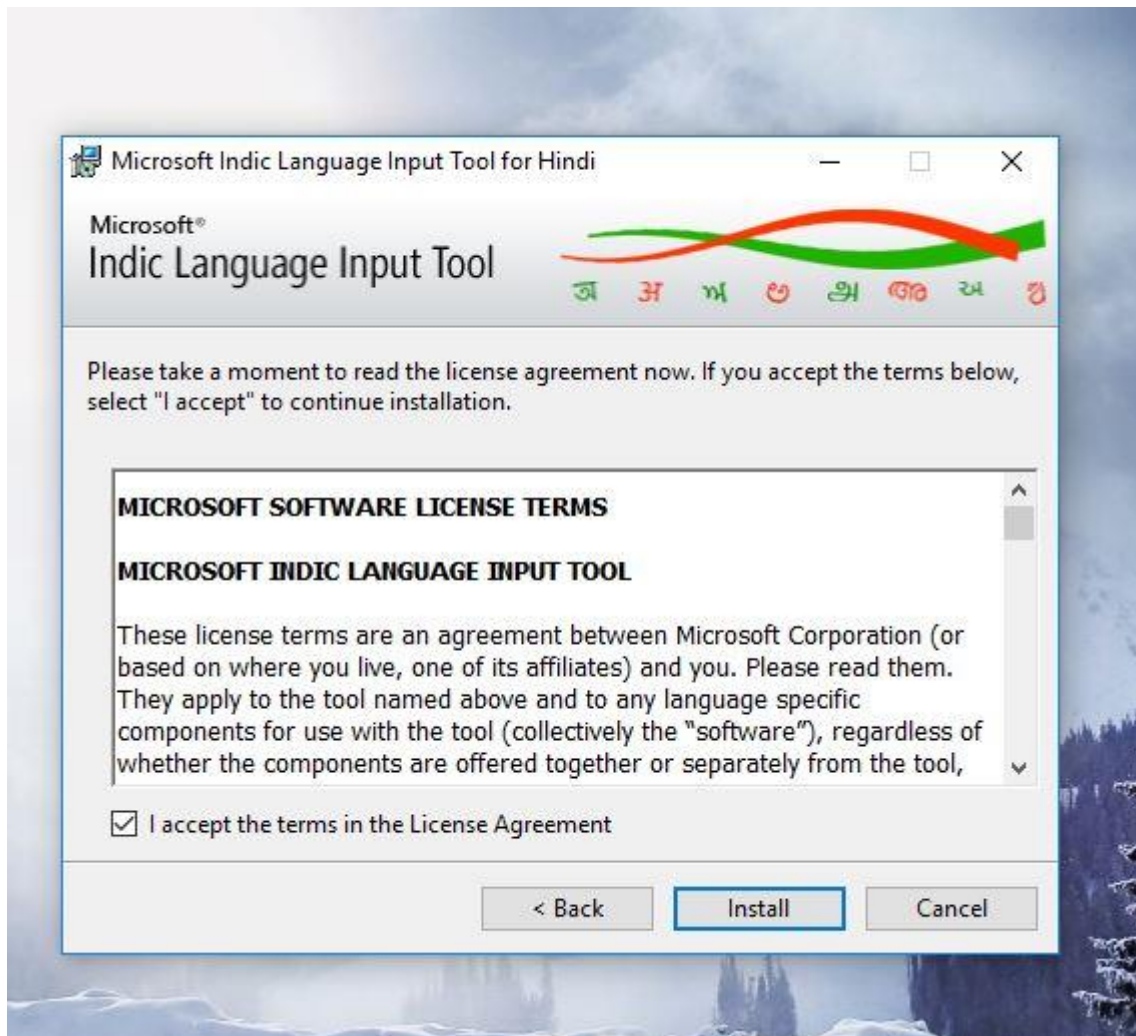 Microsoft Indic Language Input Tool for Hindi
Microsoft®
Indic Language Input Tool
অ अ ਅ అ அ അ અ ଅ
Please take a moment to read the license agreement now. If you accept the terms below,
select "I accept" to continue installation.
MICROSOFT SOFTWARE LICENSE TERMS
MICROSOFT INDIC LANGUAGE INPUT TOOL
These license terms are an agreement between Microsoft Corporation (or
based on where you live, one of its affiliates) and you. Please read them.
They apply to the tool named above and to any language specific
components for use with the tool (collectively the “software”), regardless of
whether the components are offered together or separately from the tool,
I accept the terms in the License Agreement
< Back Install Cancel